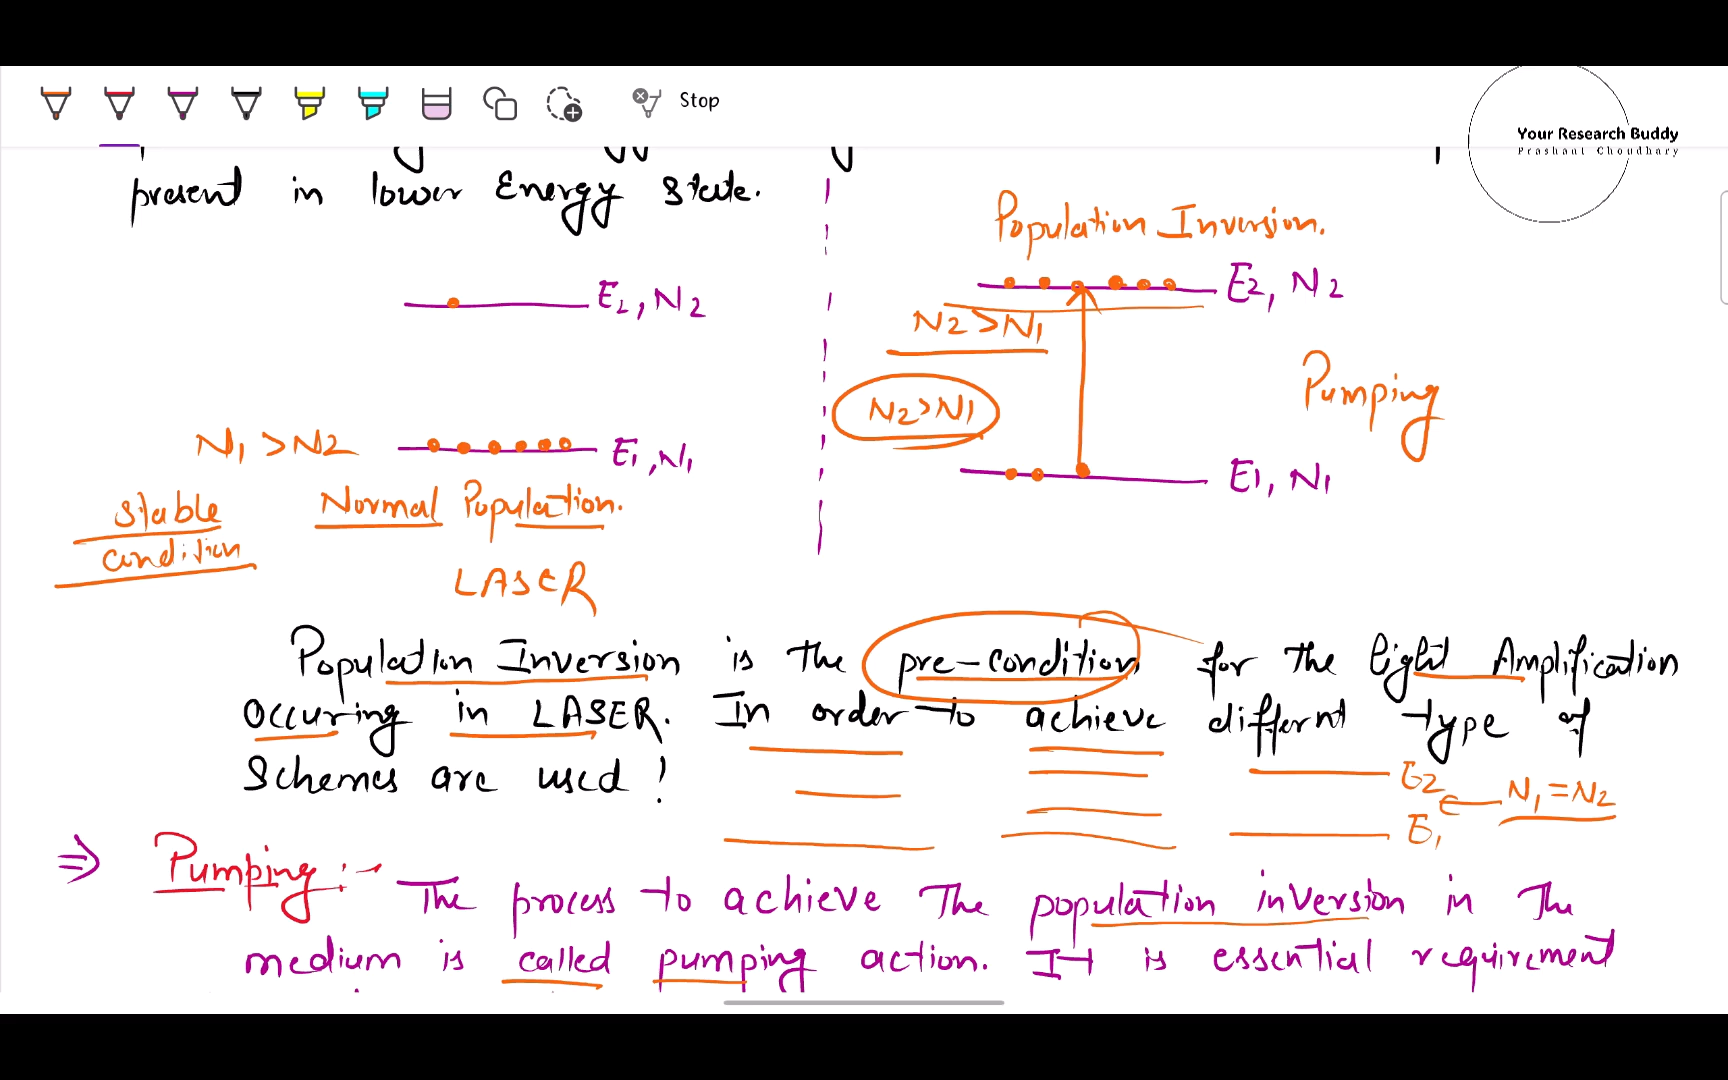 Stop
Your Research Buddy
Prashant Choudhary
present in lower Energy State.
E2, N2
N1 > N2
E1, N1
stable
condition
Normal Population.
LASER
Population Inversion.
E2, N2
N2 > N1
N2 > N1
Pumping
E1, N1
Population Inversion is the pre-condition for the light Amplification
Occuring in LASER. In order to achieve differnt type of
Schemes are used !
E2
N1 = N2
E1
⇒ Pumping :- The process to achieve The population inversion in The
medium is called pumping action. It is essential requirement